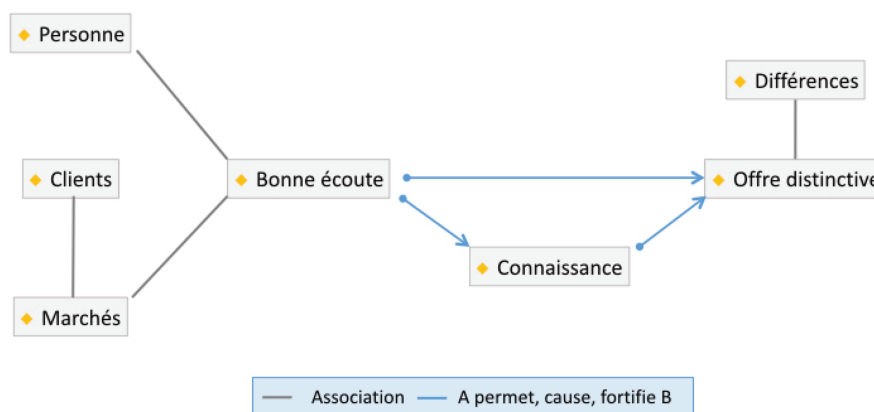 Personne
Différences
Clients
Bonne écoute
Offre distinctive
Connaissance
Marchés
Association
A permet, cause, fortifie B